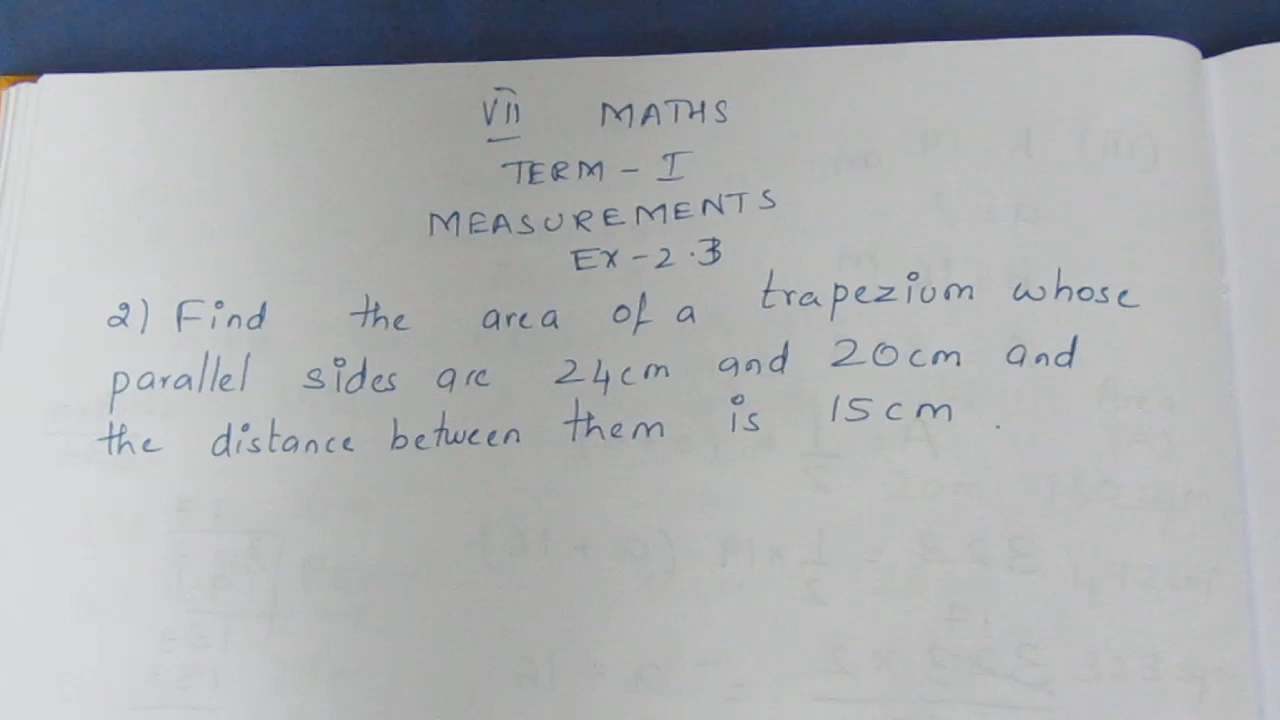 VII MATHS
TERM - I
MEASUREMENTS
EX - 2.3
2) Find the area of a trapezium whose
parallel sides are 24cm and 20cm and
the distance between them is 15cm.